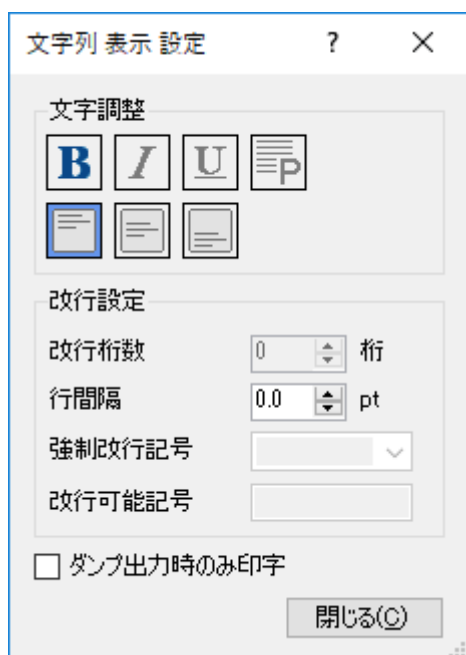 文字列 表示 設定 ? ×
文字調整
B I U P
改行設定
改行桁数 0 桁
行間隔 0.0 pt
強制改行記号
改行可能記号
ダンプ出力時のみ印字
閉じる(C)